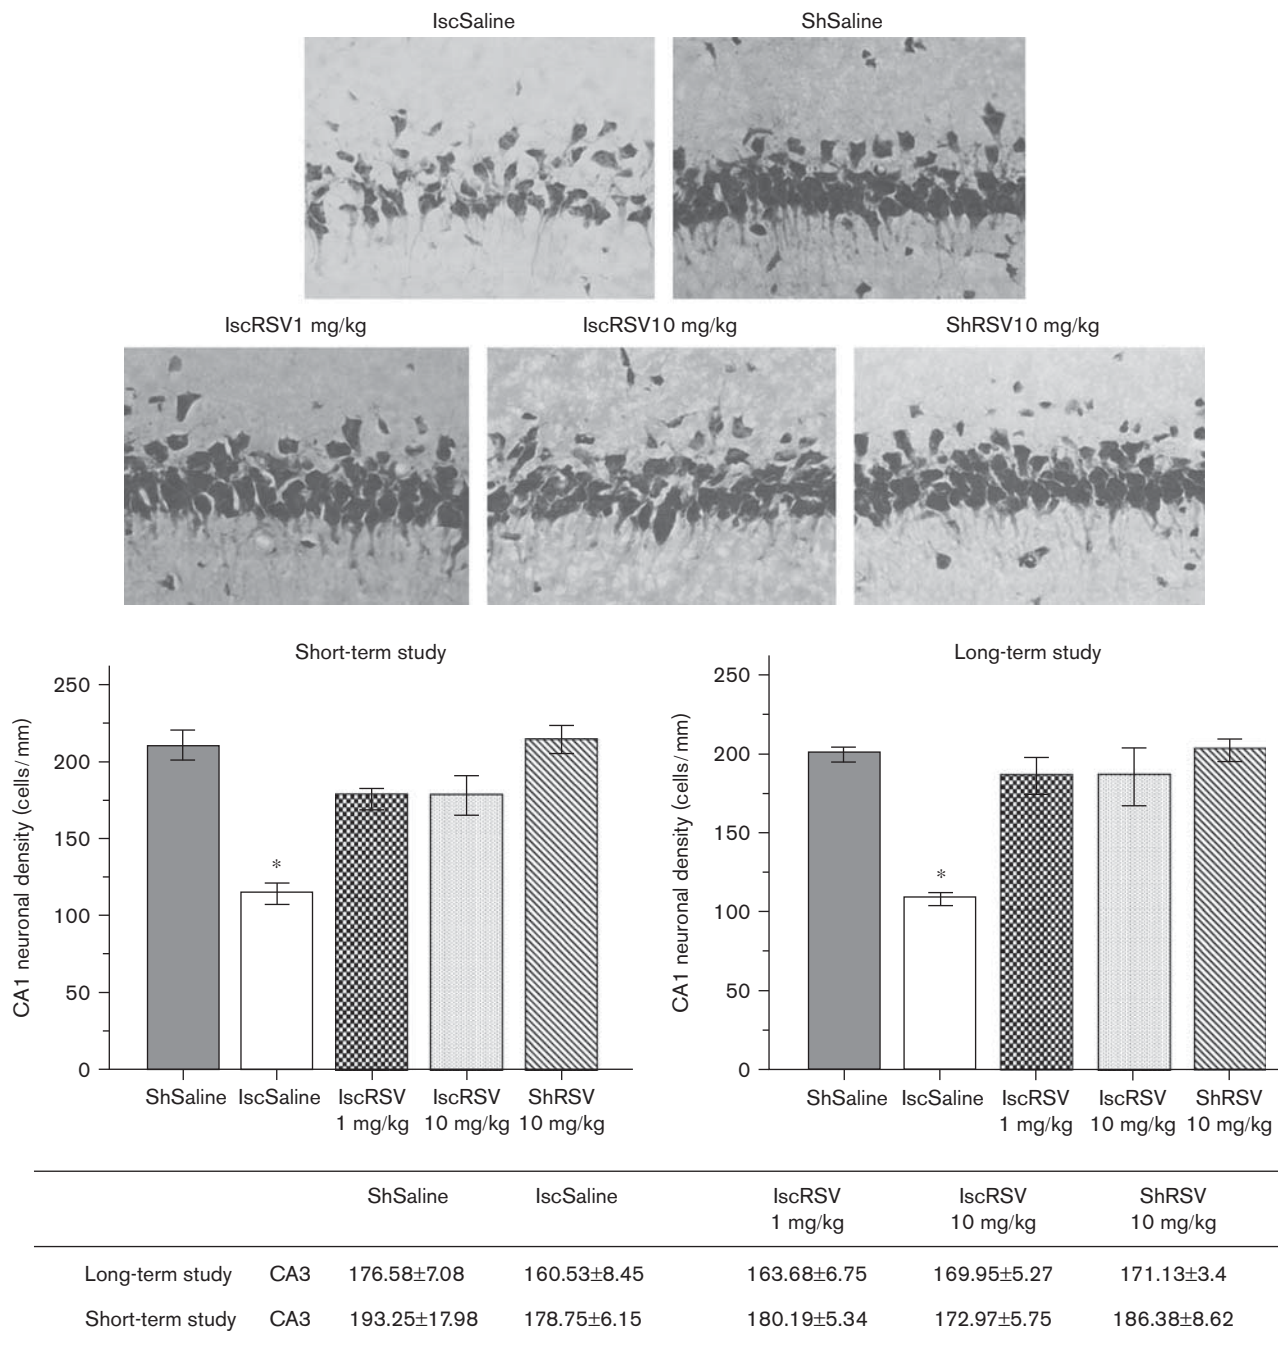 IscSaline ShSaline
IscRSV1 mg/kg IscRSV10 mg/kg ShRSV10 mg/kg
Short-term study
CA1 neuronal density (cells/mm)
250
200
150
100
50
0
*
ShSaline IscSaline IscRSV IscRSV ShRSV
1 mg/kg 10 mg/kg 10 mg/kg
Long-term study
CA1 neuronal density (cells/mm)
250
200
150
100
50
0
*
ShSaline IscSaline IscRSV IscRSV ShRSV
1 mg/kg 10 mg/kg 10 mg/kg
ShSaline IscSaline IscRSV IscRSV ShRSV
1 mg/kg 10 mg/kg 10 mg/kg
Long-term study CA3 176.58±7.08 160.53±8.45 163.68±6.75 169.95±5.27 171.13±3.4
Short-term study CA3 193.25±17.98 178.75±6.15 180.19±5.34 172.97±5.75 186.38±8.62